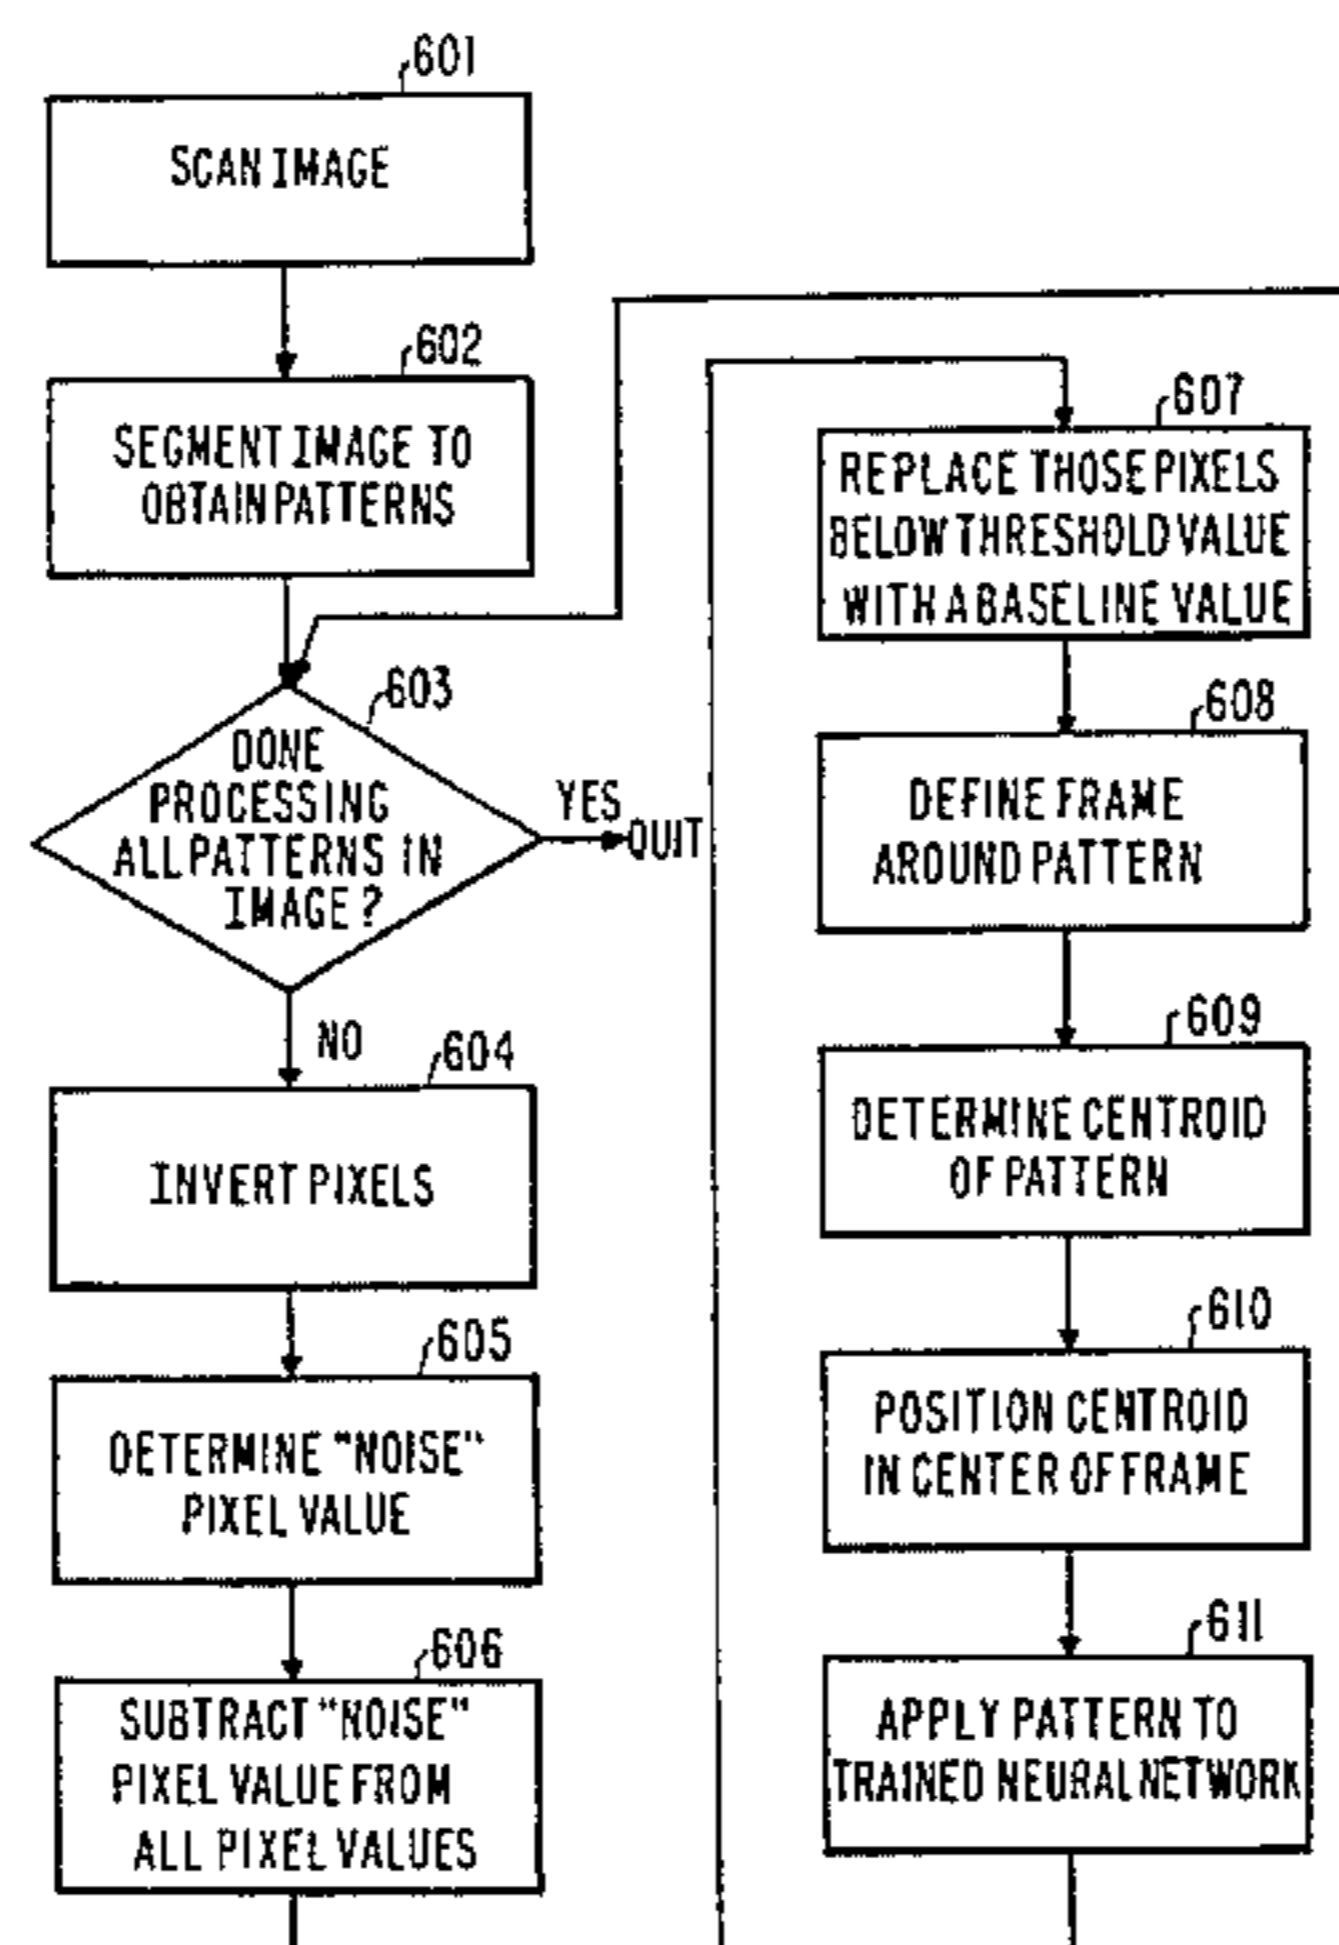 601
SCAN IMAGE
602
SEGMENT IMAGE TO
OBTAIN PATTERNS
603
DONE
PROCESSING
ALL PATTERNS IN
IMAGE?
YES
QUIT
NO
604
INVERT PIXELS
605
DETERMINE "NOISE"
PIXEL VALUE
606
SUBTRACT "NOISE"
PIXEL VALUE FROM
ALL PIXEL VALUES
607
REPLACE THOSE PIXELS
BELOW THRESHOLD VALUE
WITH A BASELINE VALUE
608
DEFINE FRAME
AROUND PATTERN
609
DETERMINE CENTROID
OF PATTERN
610
POSITION CENTROID
IN CENTER OF FRAME
611
APPLY PATTERN TO
TRAINED NEURAL NETWORK